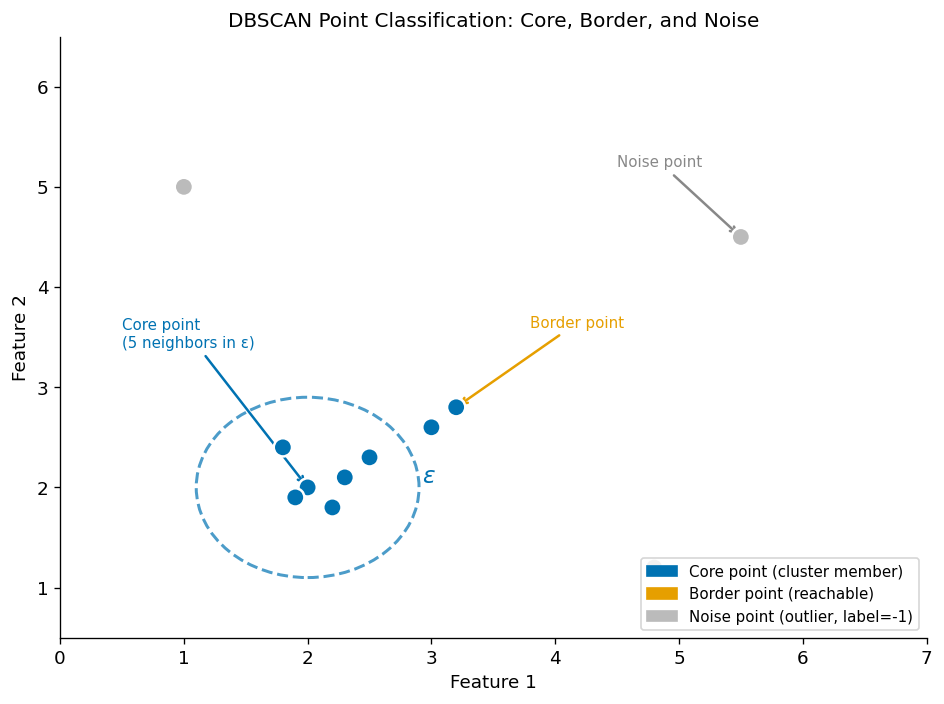 DBSCAN Point Classification: Core, Border, and Noise
Feature 2
6
5
4
3
2
1
Noise point
Core point
(5 neighbors in ε)
Border point
ε
Core point (cluster member)
Border point (reachable)
Noise point (outlier, label=-1)
0
1
2
3
4
5
6
7
Feature 1